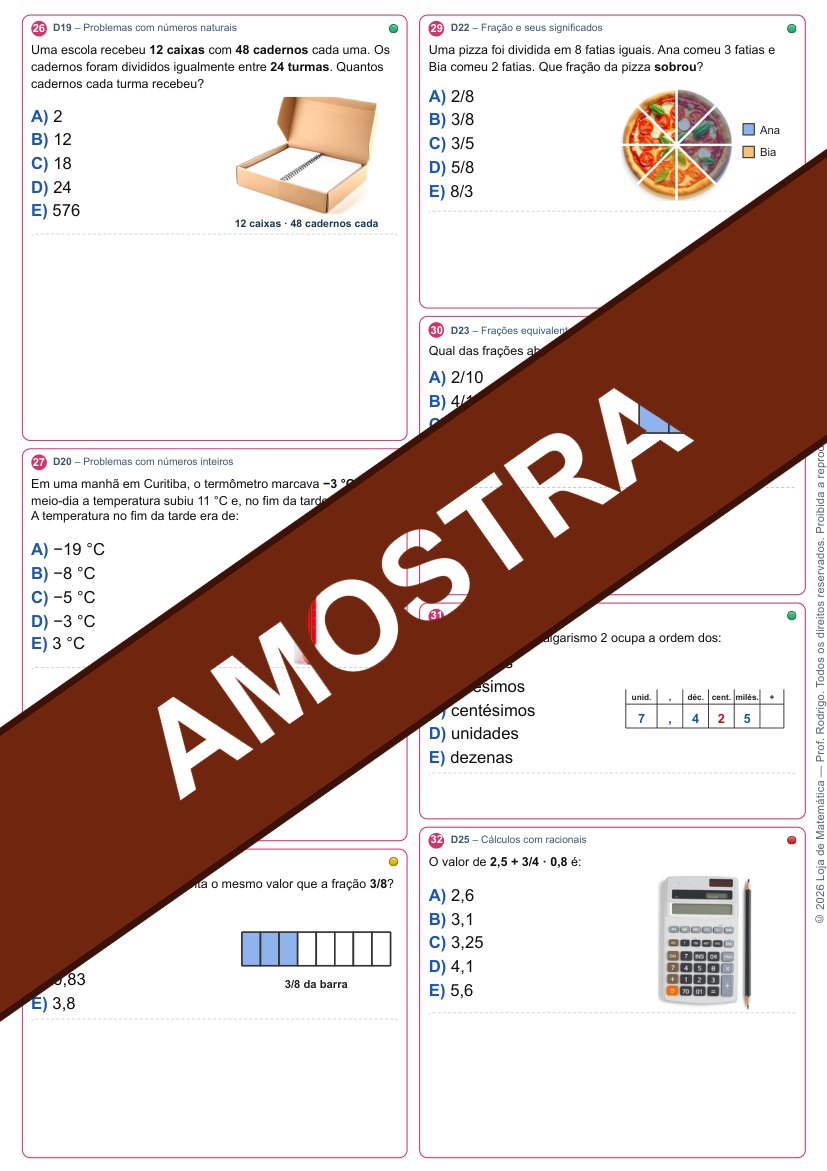 26 D19 – Problemas com números naturais
Uma escola recebeu 12 caixas com 48 cadernos cada uma. Os
cadernos foram divididos igualmente entre 24 turmas. Quantos
cadernos cada turma recebeu?
A) 2
B) 12
C) 18
D) 24
E) 576
12 caixas · 48 cadernos cada
27 D20 – Problemas com números inteiros
Em uma manhã em Curitiba, o termômetro marcava −3 °C
meio-dia a temperatura subiu 11 °C e, no fim da tarde
A temperatura no fim da tarde era de:
A) −19 °C
B) −8 °C
C) −5 °C
D) −3 °C
E) 3 °C
o mesmo valor que a fração 3/8?
E) 3,8
3/8 da barra
29 D22 – Fração e seus significados
Uma pizza foi dividida em 8 fatias iguais. Ana comeu 3 fatias e
Bia comeu 2 fatias. Que fração da pizza sobrou?
A) 2/8
B) 3/8
C) 3/5
D) 5/8
E) 8/3
Ana
Bia
30 D23 – Frações
Qual das frações
A) 2/10
B)
AMOSTRA
31
algarismo 2 ocupa a ordem dos:
centésimos
D) unidades
E) dezenas
unid. , déc. cent. milés. +
7 , 4 2 5
32 D25 – Cálculos com racionais
O valor de 2,5 + 3/4 · 0,8 é:
A) 2,6
B) 3,1
C) 3,25
D) 4,1
E) 5,6
© 2026 Loja de Matemática — Prof. Rodrigo. Todos os direitos reservados. Proibida a